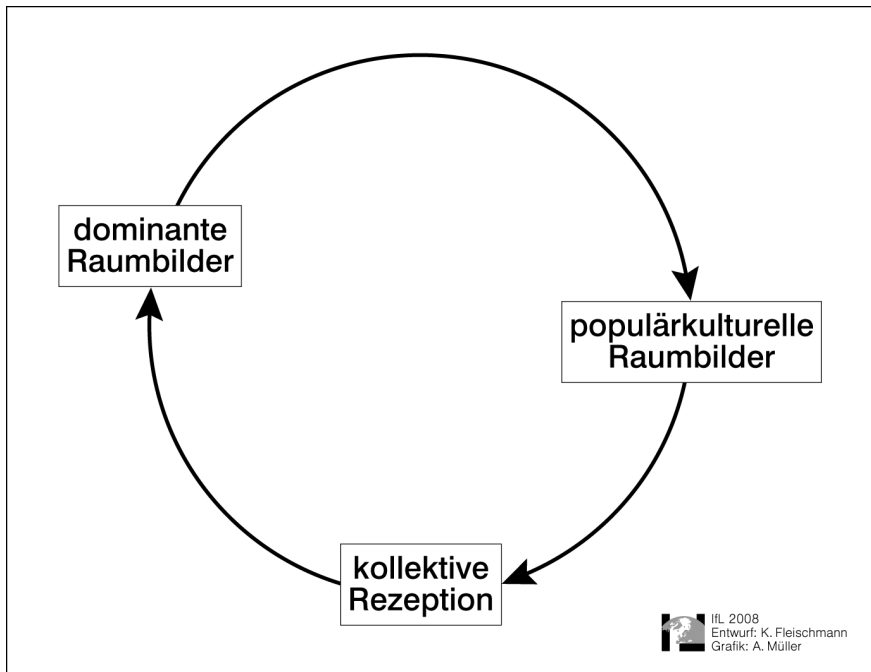 dominante
Raumbilder
populärkulturelle
Raumbilder
kollektive
Rezeption
IfL 2008
Entwurf: K. Fleischmann
Grafik: A. Müller